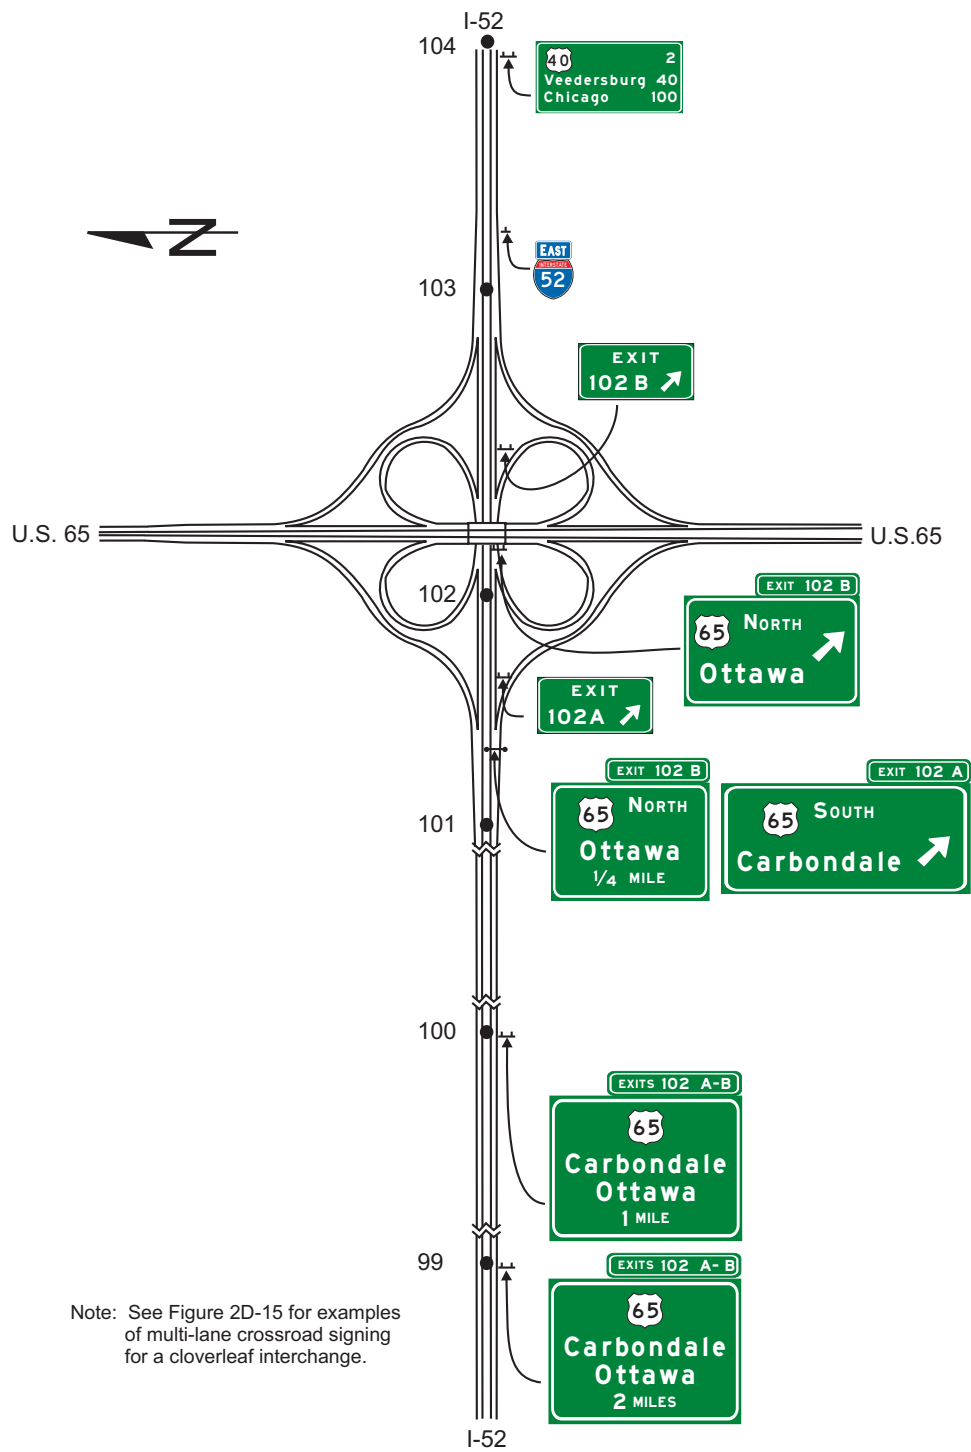 I-52
104
40 2
Veedersburg 40
Chicago 100
N
EAST
INTERSTATE
52
103
EXIT
102 B
U.S. 65
U.S.65
102
EXIT 102 B
65 NORTH
Ottawa
EXIT
102A
EXIT 102 B
65 NORTH
Ottawa
1/4 MILE
EXIT 102 A
65 SOUTH
Carbondale
101
100
EXITS 102 A-B
65
Carbondale
Ottawa
1 MILE
99
EXITS 102 A-B
65
Carbondale
Ottawa
2 MILES
Note: See Figure 2D-15 for examples
of multi-lane crossroad signing
for a cloverleaf interchange.
I-52